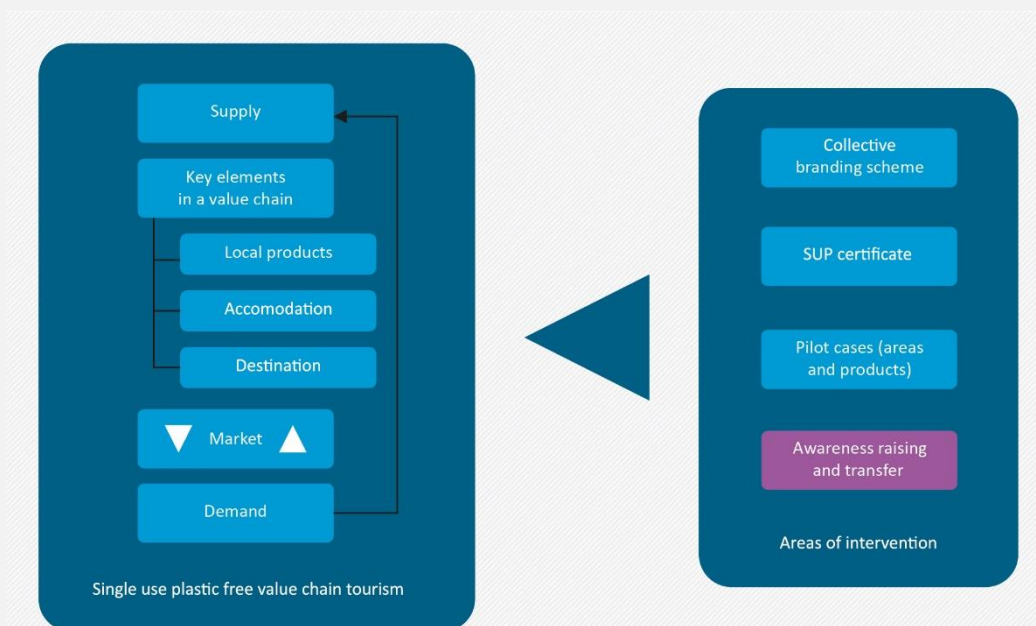 Supply
Key elements
in a value chain
Local products
Accomodation
Destination
Market
Demand
Single use plastic free value chain tourism
Collective
branding scheme
SUP certificate
Pilot cases (areas
and products)
Awareness raising
and transfer
Areas of intervention